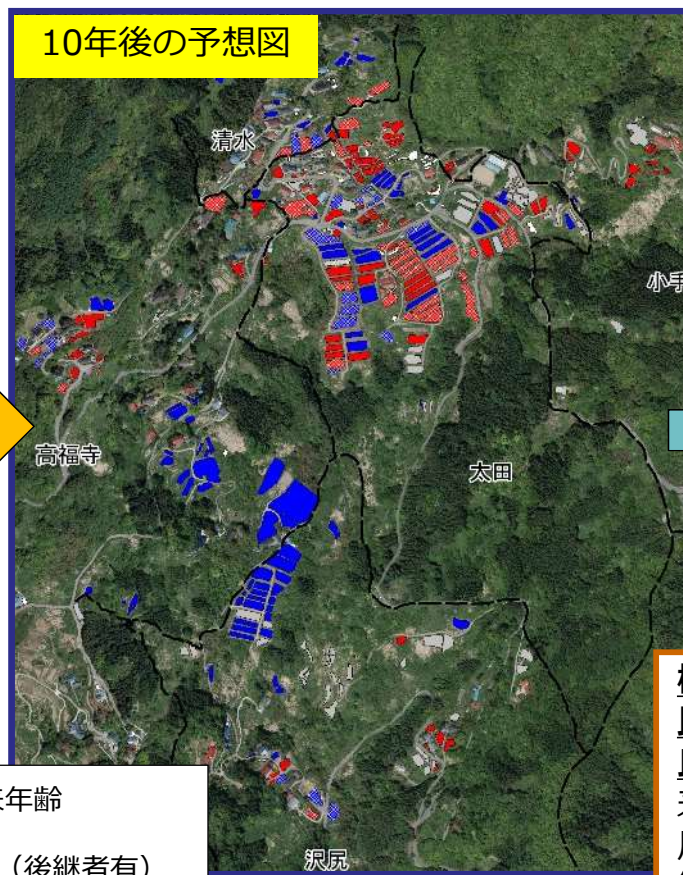 10年後の予想図
清水
小手
高福寺
太田
年齢
（後継者有）
沢尻